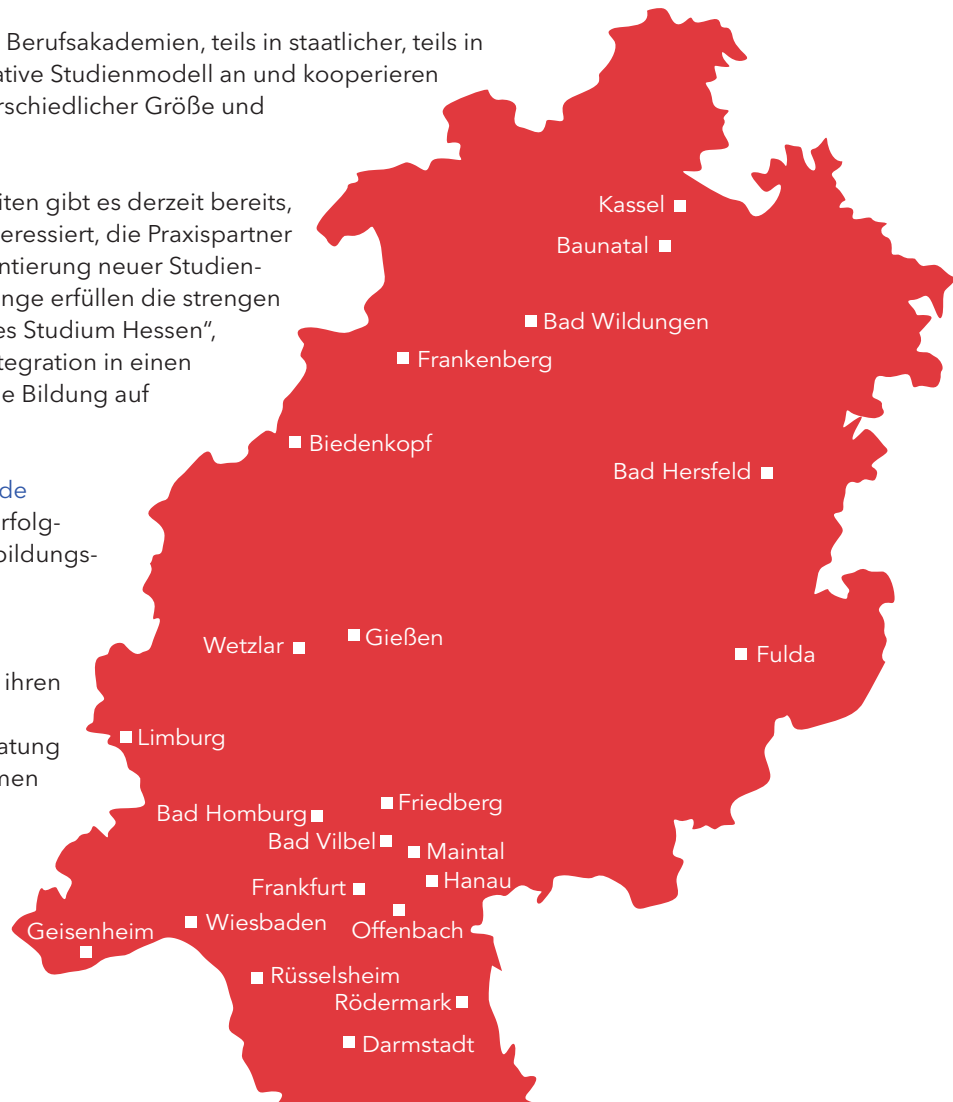 Berufsakademien, teils in staatlicher, teils in
ative Studienmodell an und kooperieren
rschiedlicher Größe und
iten gibt es derzeit bereits,
eressiert, die Praxispartner
ntierung neuer Studien-
nge erfüllen die strengen
es Studium Hessen“,
tegration in einen
e Bildung auf
de
rfolg-
bildungs-
ihren
atung
men
Kassel
Baunatal
Bad Wildungen
Frankenberg
Biedenkopf
Bad Hersfeld
Gießen
Wetzlar
Fulda
Limburg
Friedberg
Bad Homburg
Bad Vilbel
Maintal
Hanau
Frankfurt
Wiesbaden
Offenbach
Geisenheim
Rüsselsheim
Rödermark
Darmstadt